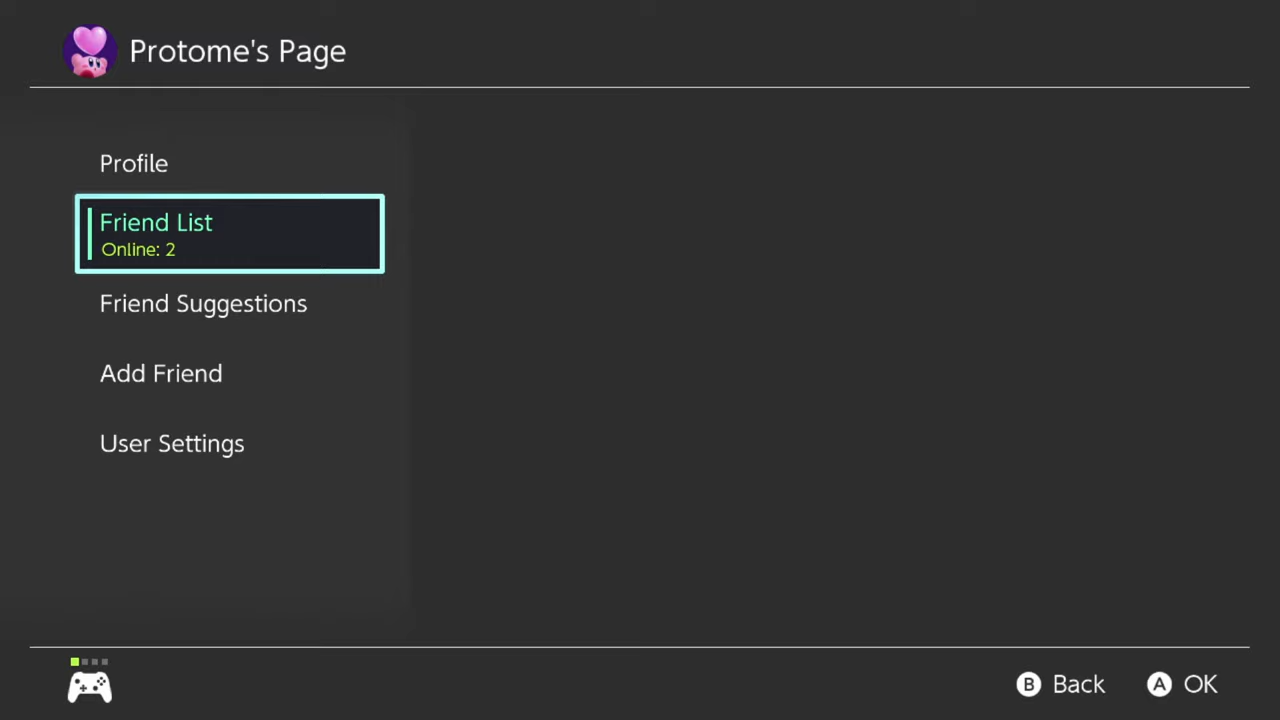 Protome's Page
Profile
Friend List
Online: 2
Friend Suggestions
Add Friend
User Settings
B Back A OK